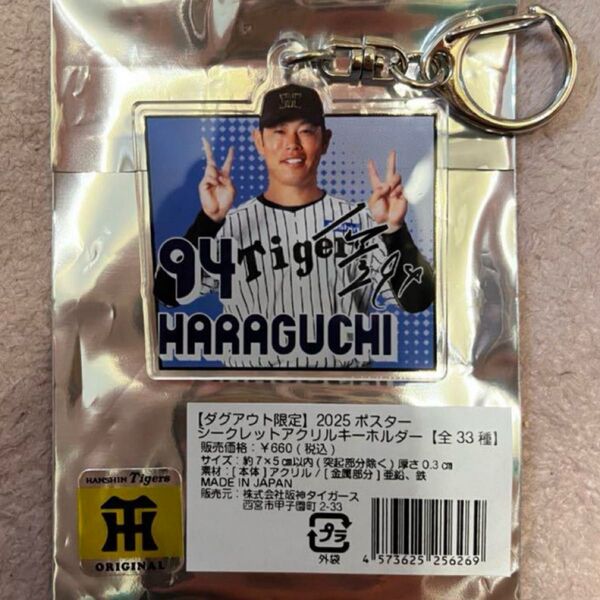 94 Tigers
HARAGUCHI
【ダグアウト限定】2025 ポスター
シークレットアクリルキーホルダー【全 33 種】
販売価格：￥660 (税込)
サイズ：約 7×5㎝以内 (突起部分除く) 厚さ 0.3㎝
素材：[本体] アクリル / [金属部分] 亜鉛、鉄
MADE IN JAPAN
販売元：株式会社阪神タイガース
西宮市甲子園町 2-33
プラ
外袋
4 573625 256269
HANSHIN Tigers
HT
ORIGINAL